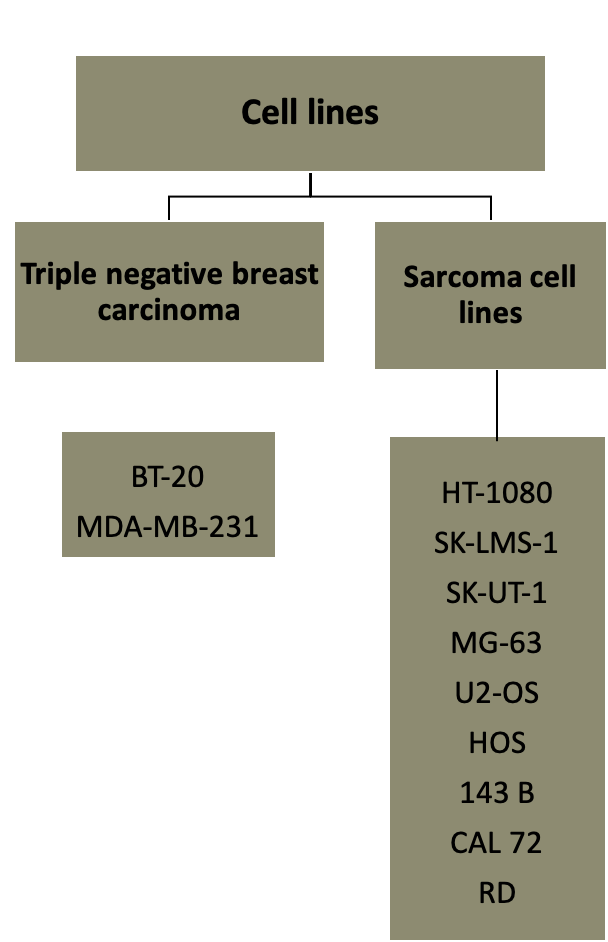 Cell lines
Triple negative breast
carcinoma
Sarcoma cell
lines
BT-20
MDA-MB-231
HT-1080
SK-LMS-1
SK-UT-1
MG-63
U2-OS
HOS
143 B
CAL 72
RD